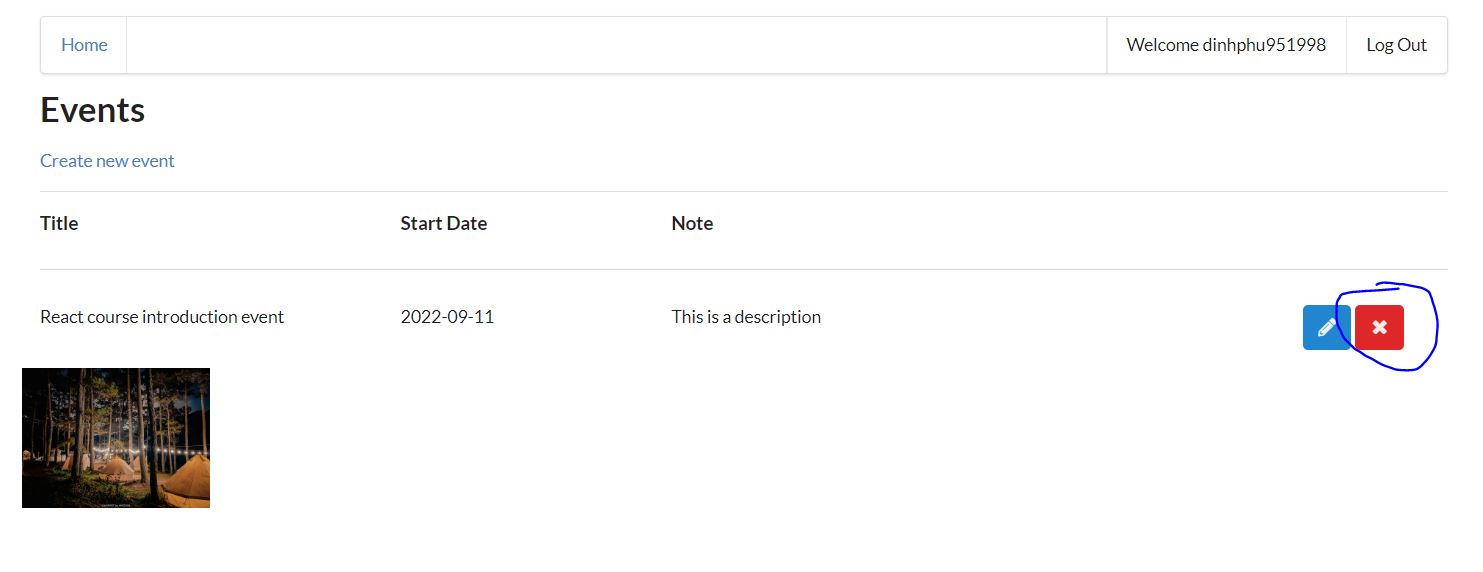 Home Welcome dinhphu951998 Log Out
Events
Create new event
Title Start Date Note
React course introduction event 2022-09-11 This is a description